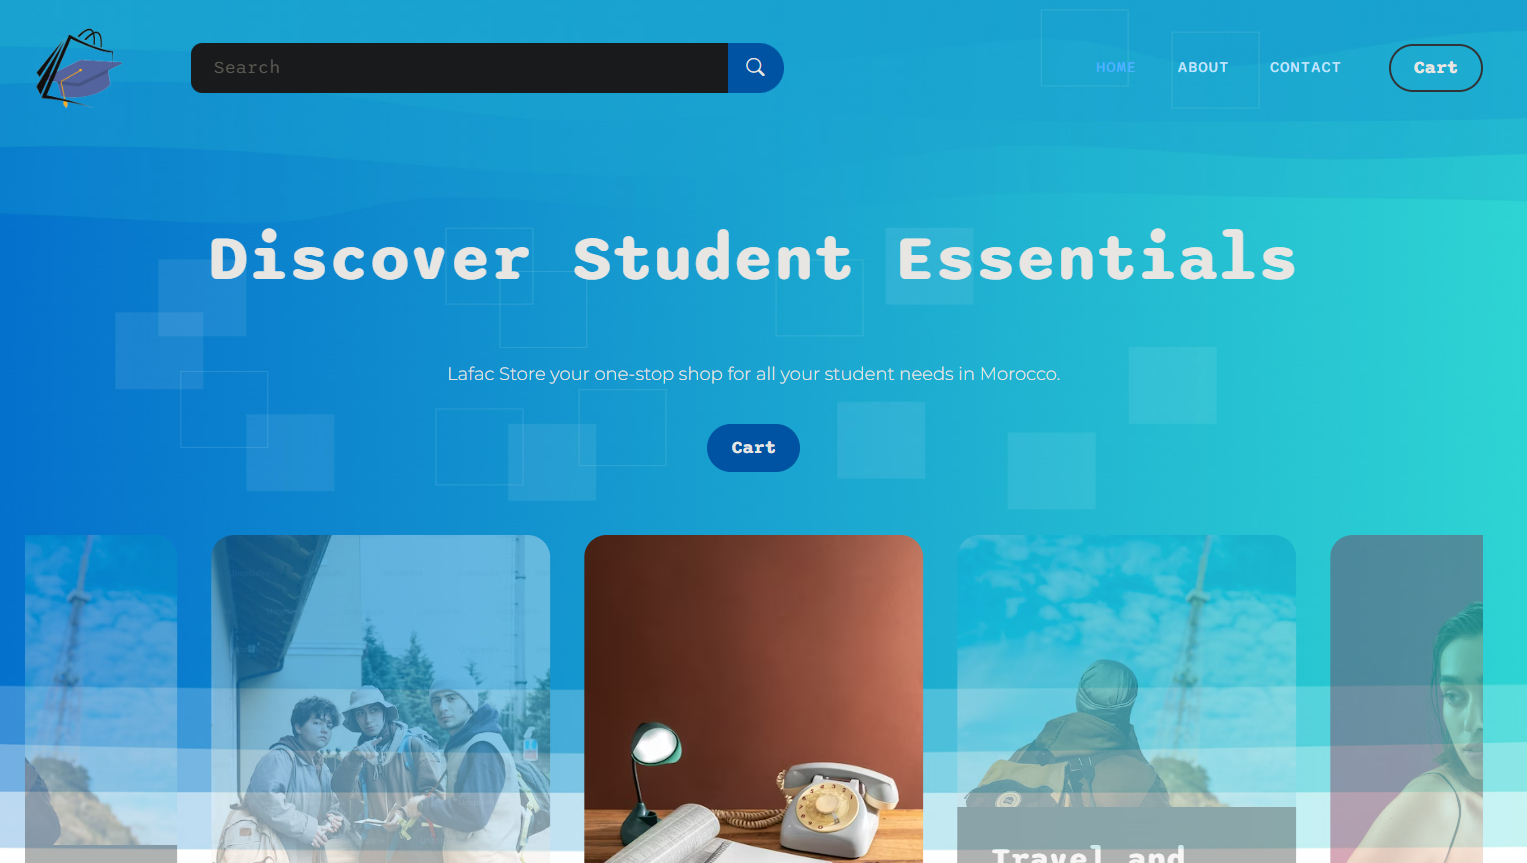 Search
HOME
ABOUT
CONTACT
Cart
Discover Student Essentials
Lafac Store your one-stop shop for all your student needs in Morocco.
Cart
Travel and